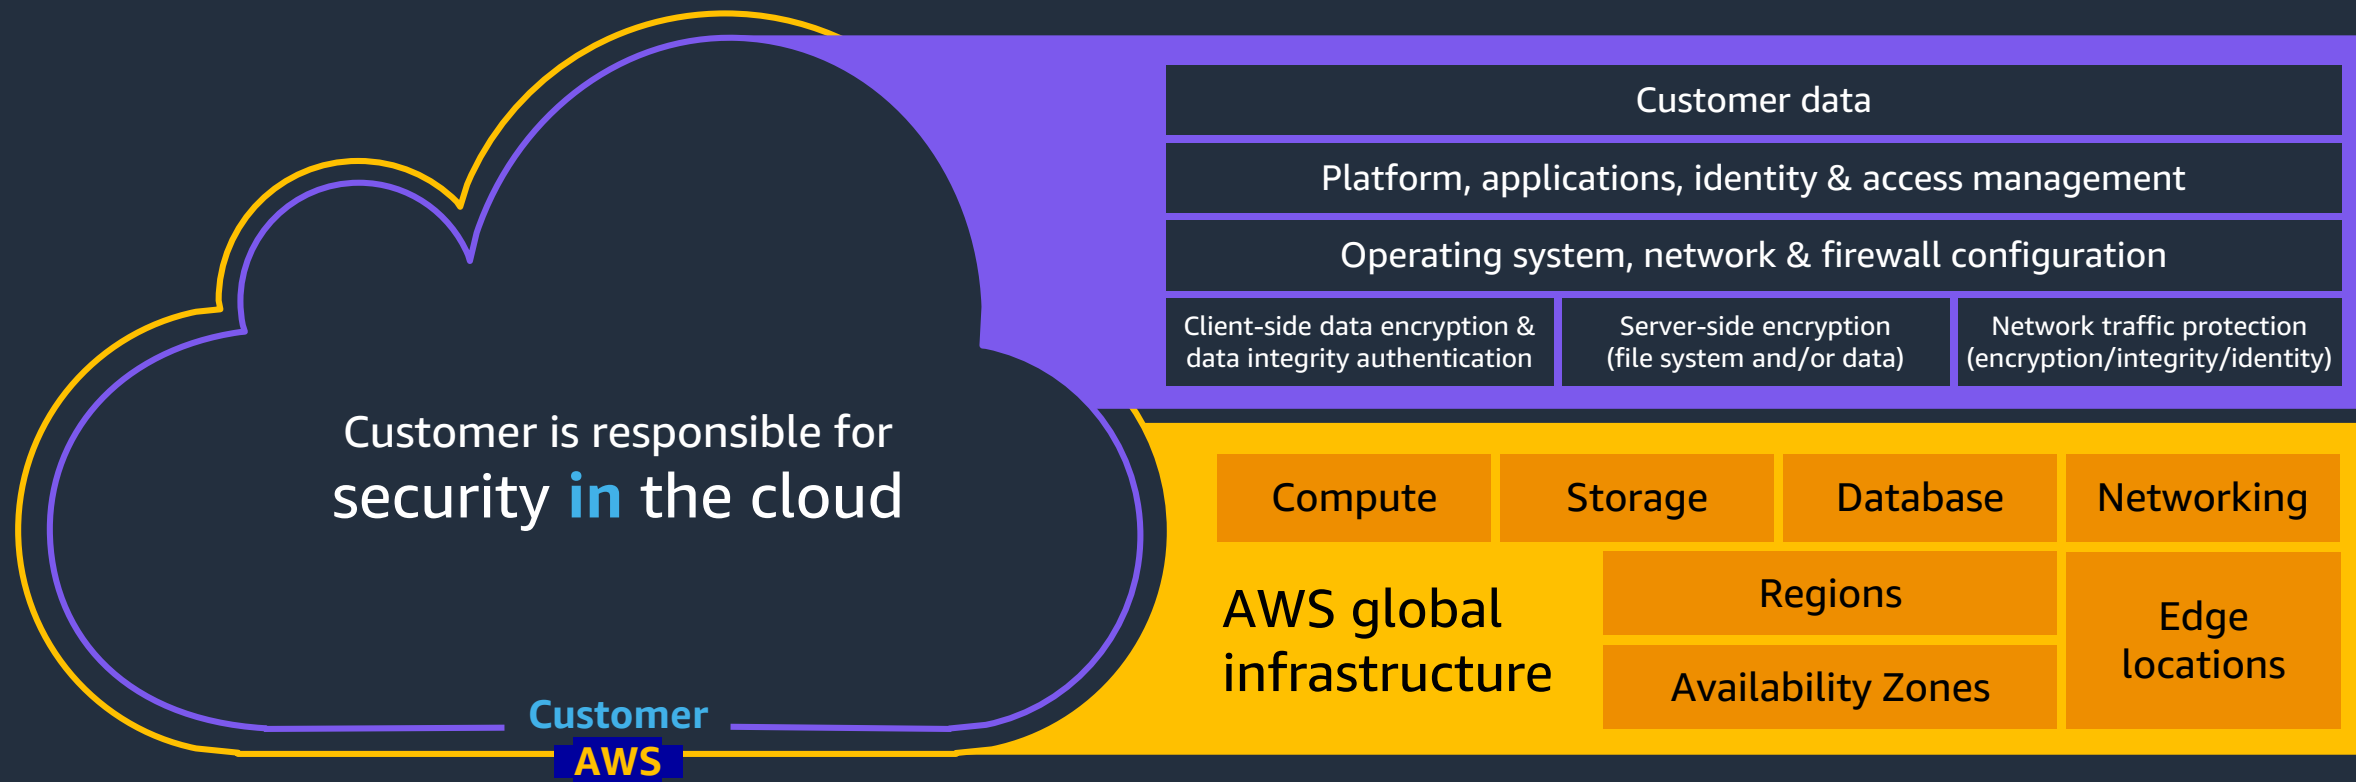 Customer is responsible for
security in the cloud
Customer
AWS
Customer data
Platform, applications, identity & access management
Operating system, network & firewall configuration
Client-side data encryption &
data integrity authentication
Server-side encryption
(file system and/or data)
Network traffic protection
(encryption/integrity/identity)
Compute
Storage
Database
Networking
AWS global
infrastructure
Regions
Availability Zones
Edge
locations